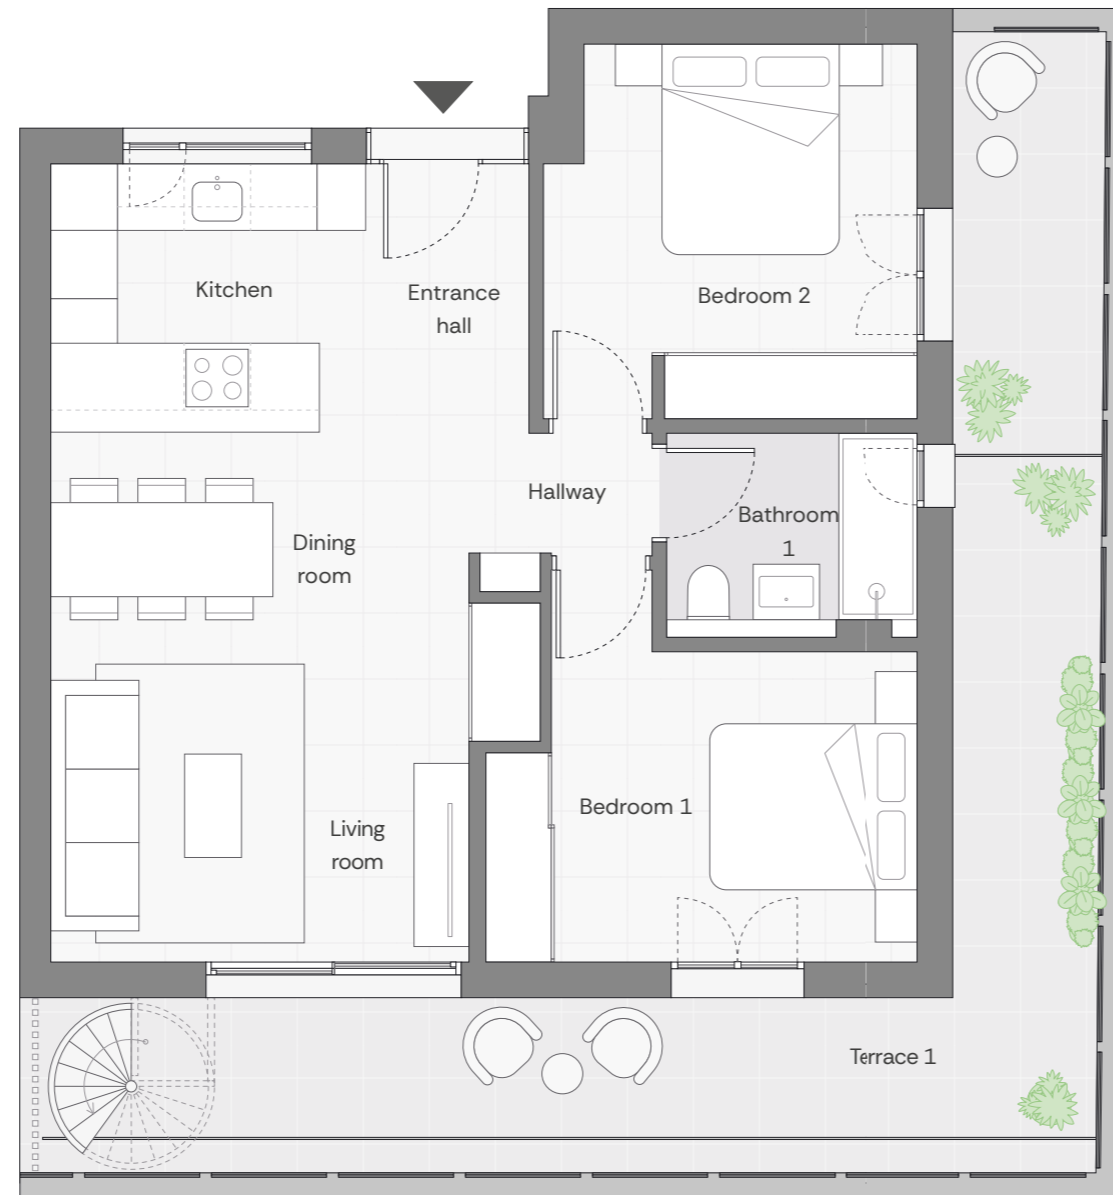 Kitchen
Entrance
hall
Bedroom 2
Hallway
Bathroom
1
Dining
room
Bedroom 1
Living
room
Terrace 1